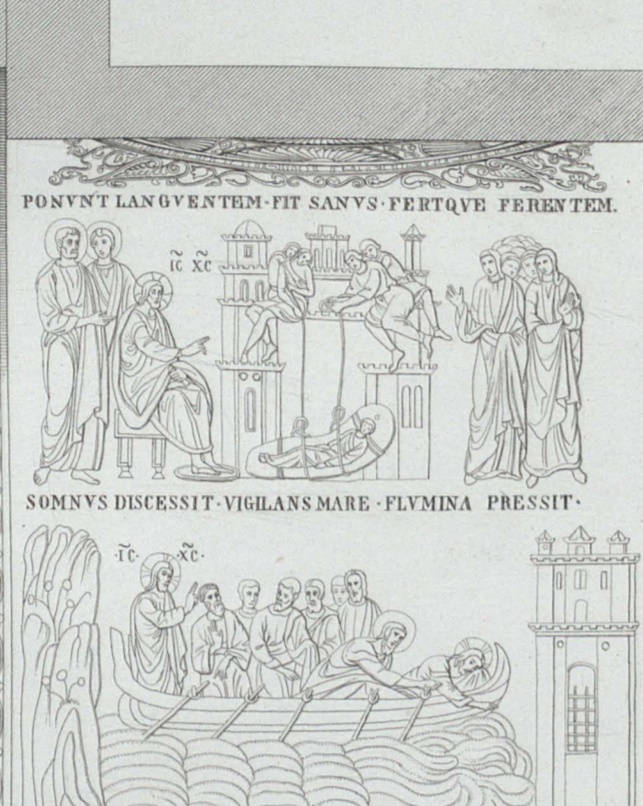 PONVNT LANGVENTEM·FIT SANVS·FERTQVE FERENTEM.
IC XC
SOMNVS DISCESSIT·VIGILANS MARE·FLVMINA PRESSIT·
·IC· ·XC·